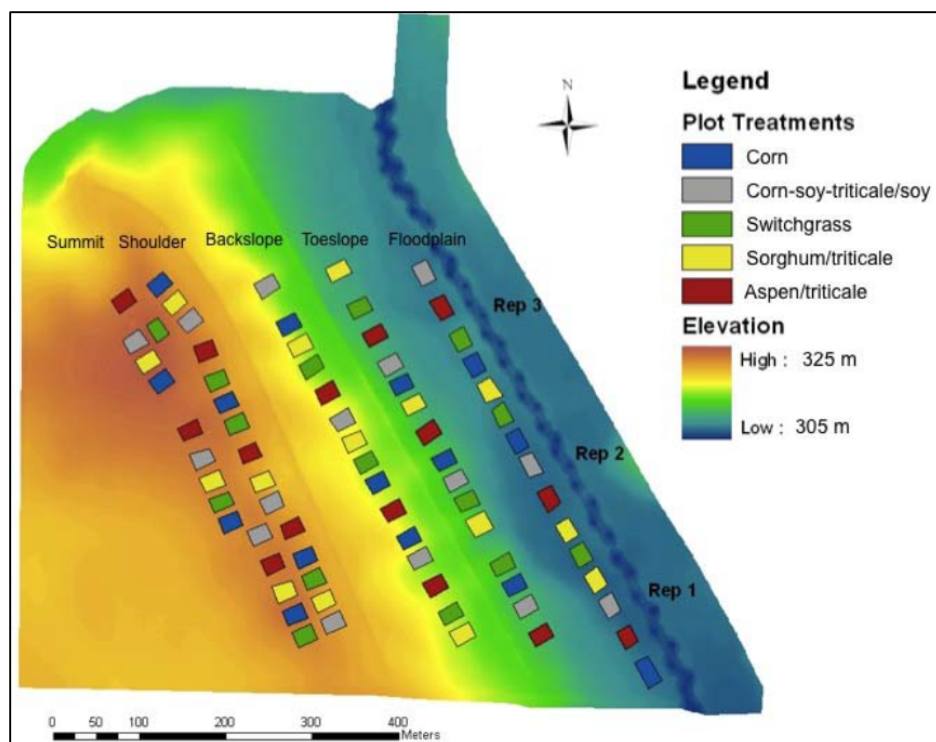 N
Legend
Plot Treatments
Corn
Corn-soy-triticale/soy
Switchgrass
Sorghum/triticale
Aspen/triticale
Elevation
High : 325 m
Low : 305 m
Summit Shoulder Backslope Toeslope Floodplain
Rep 3
Rep 2
Rep 1
0 50 100 200 300 400
Meters